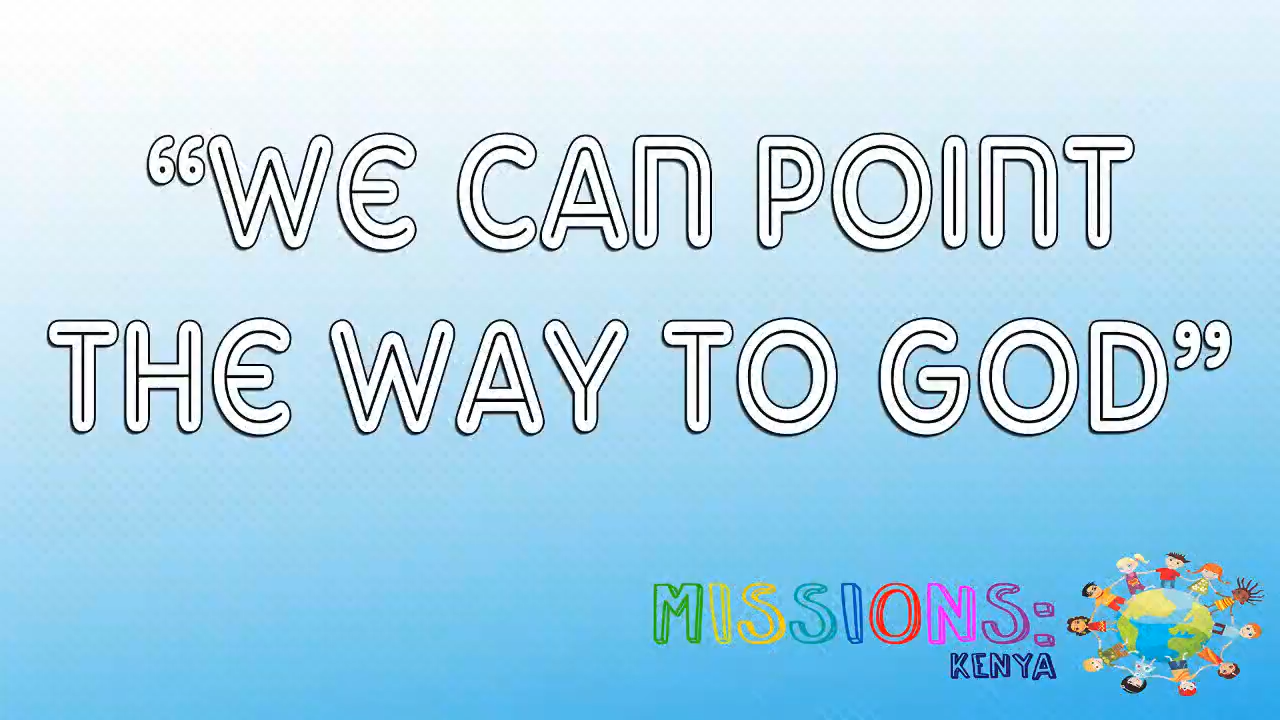 “WE CAN POINT
THE WAY TO GOD”
MISSIONS:
KENYA